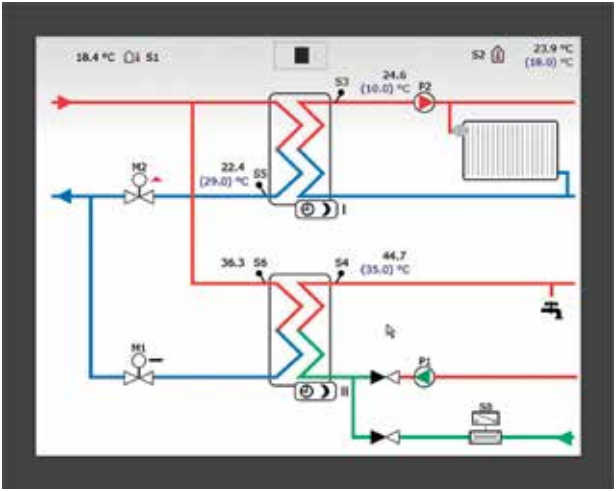 18.4 °C S1
S2 23.9 °C
(18.0) °C
S3 24.6
(10.0) °C P2
M2
22.4 S5
(29.0) °C
I
36.3 S6
S4 44.7
(35.0) °C
M1
P1
II
S8